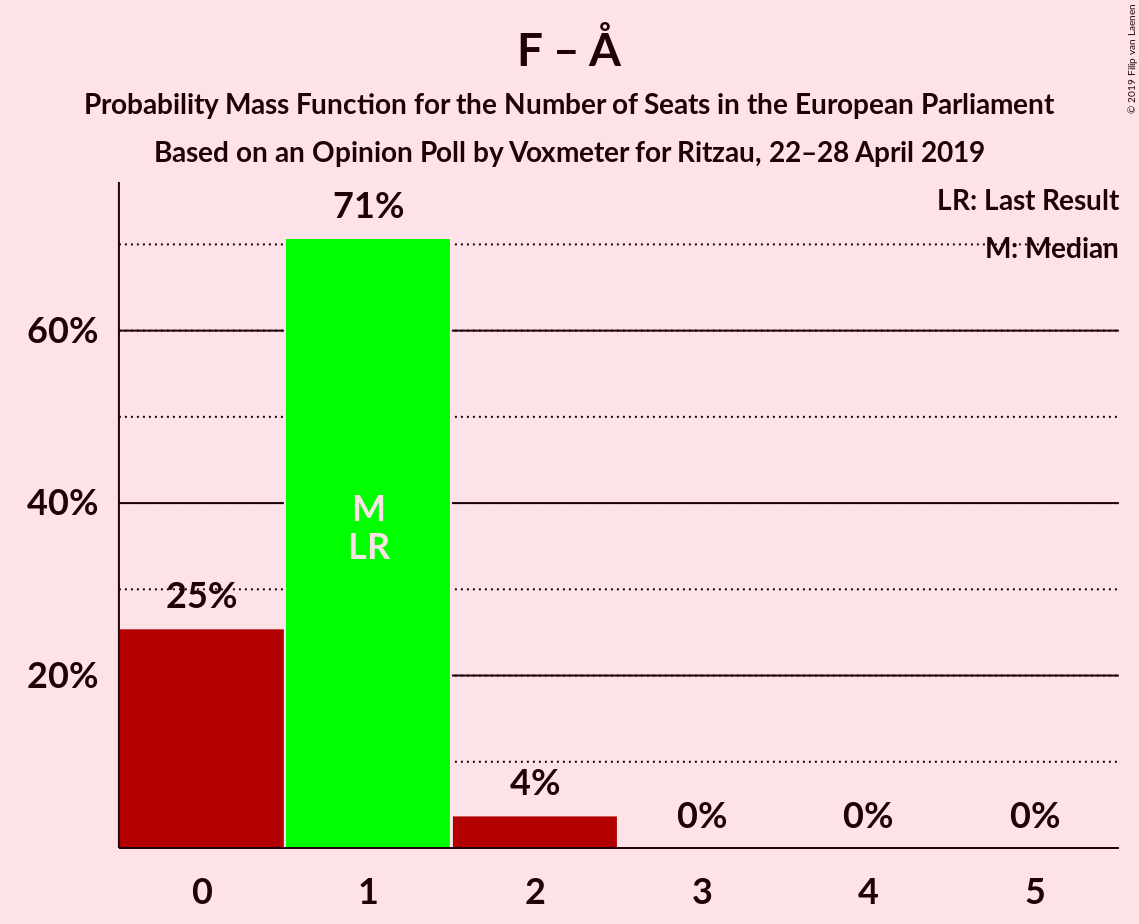 F – Å
Probability Mass Function for the Number of Seats in the European Parliament
Based on an Opinion Poll by Voxmeter for Ritzau, 22–28 April 2019
© 2019 Filip van Laenen
LR: Last Result
M: Median
71%
60%
40%
20%
25%
M
LR
4%
0%
0%
0%
0 1 2 3 4 5